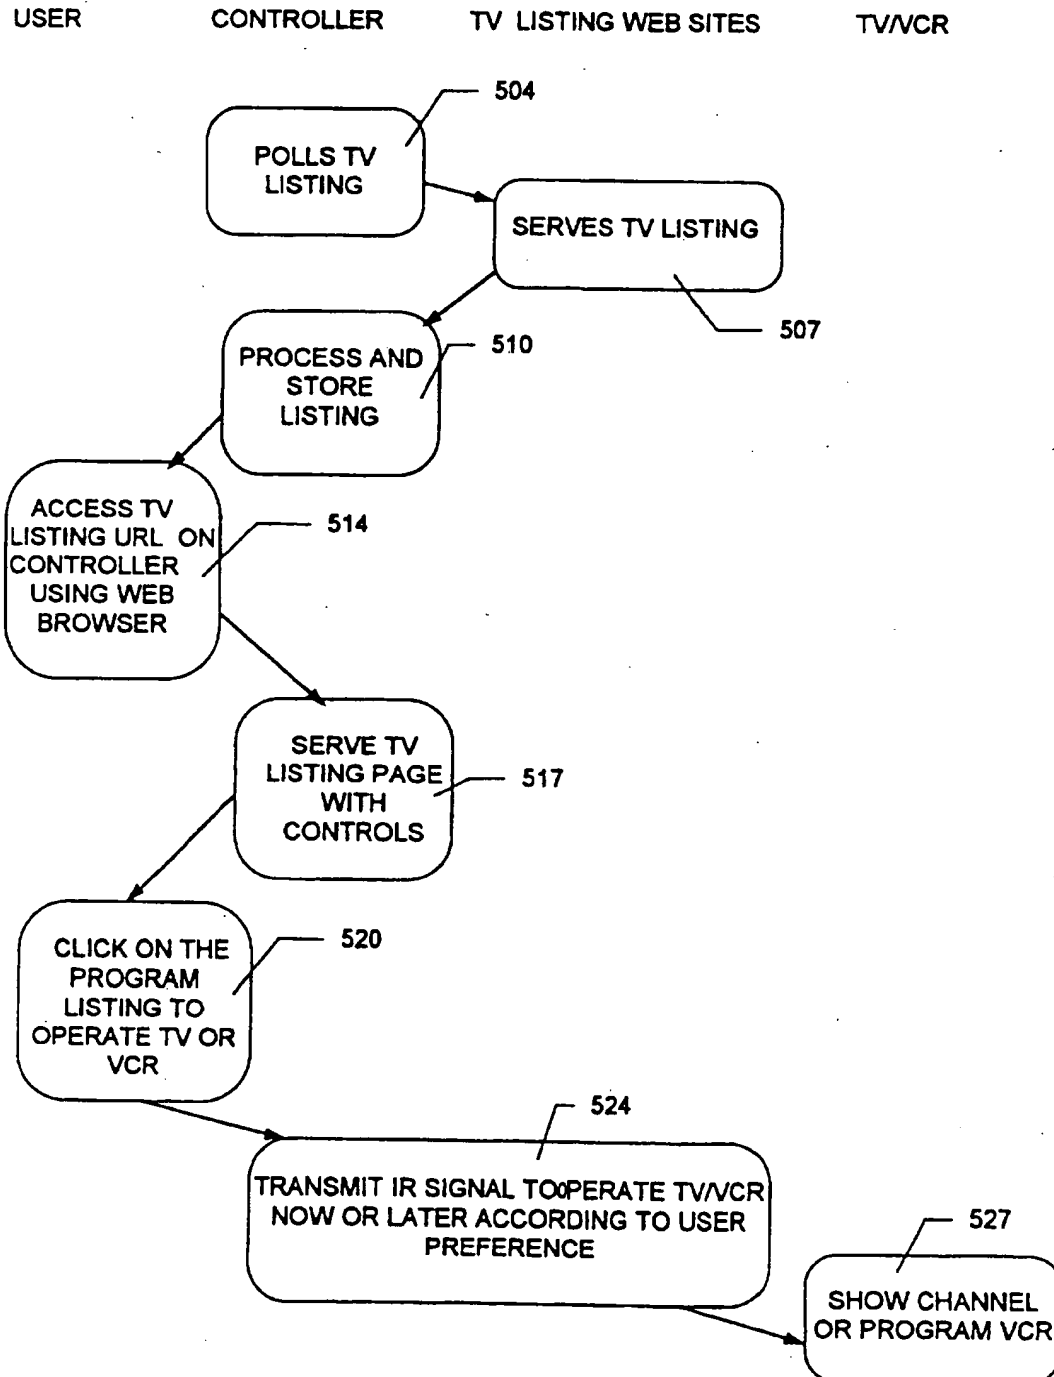 USER CONTROLLER TV LISTING WEB SITES TV/VCR
504
POLLS TV
LISTING
SERVES TV LISTING
507
510
PROCESS AND
STORE
LISTING
514
ACCESS TV
LISTING URL ON
CONTROLLER
USING WEB
BROWSER
SERVE TV
LISTING PAGE
WITH
CONTROLS
517
520
CLICK ON THE
PROGRAM
LISTING TO
OPERATE TV OR
VCR
524
TRANSMIT IR SIGNAL TOOPERATE TV/VCR
NOW OR LATER ACCORDING TO USER
PREFERENCE
527
SHOW CHANNEL
OR PROGRAM VCR